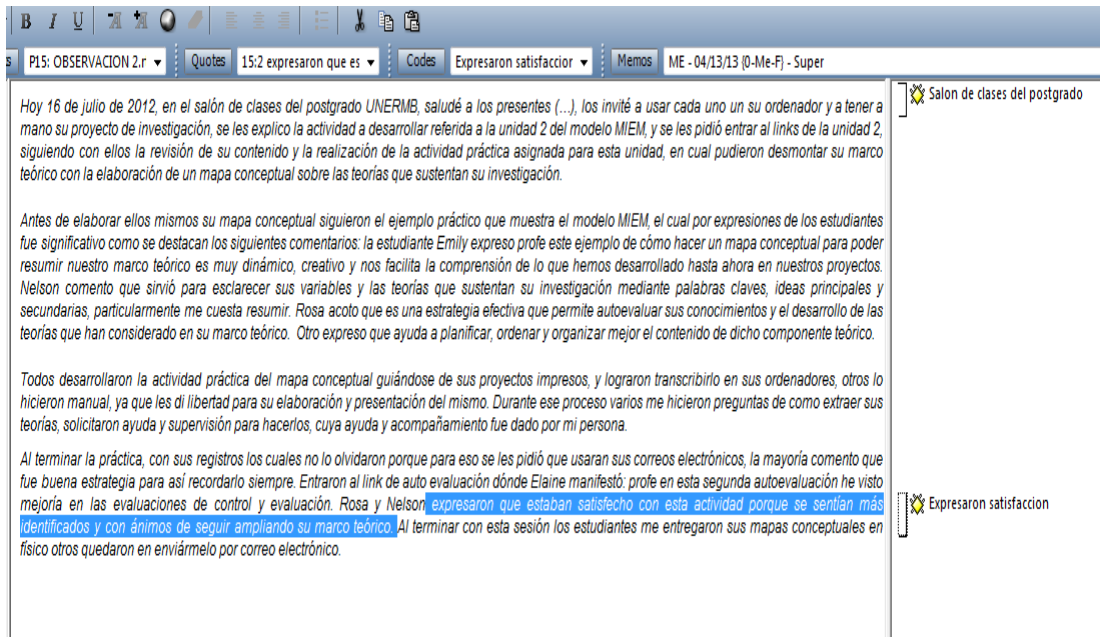 B I U A A
s P15: OBSERVACION 2.r Quotes 15:2 expresaron que es Codes Expresaron satisfaccior Memos ME - 04/13/13 {0-Me-F} - Super
Hoy 16 de julio de 2012, en el salón de clases del postgrado UNERMB, saludé a los presentes (...), los invité a usar cada uno un su ordenador y a tener a
mano su proyecto de investigación, se les explico la actividad a desarrollar referida a la unidad 2 del modelo MIEM, y se les pidió entrar al links de la unidad 2,
siguiendo con ellos la revisión de su contenido y la realización de la actividad práctica asignada para esta unidad, en cual pudieron desmontar su marco
teórico con la elaboración de un mapa conceptual sobre las teorías que sustentan su investigación.
Antes de elaborar ellos mismos su mapa conceptual siguieron el ejemplo práctico que muestra el modelo MIEM, el cual por expresiones de los estudiantes
fue significativo como se destacan los siguientes comentarios: la estudiante Emily expreso profe este ejemplo de cómo hacer un mapa conceptual para poder
resumir nuestro marco teórico es muy dinámico, creativo y nos facilita la comprensión de lo que hemos desarrollado hasta ahora en nuestros proyectos.
Nelson comento que sirvió para esclarecer sus variables y las teorías que sustentan su investigación mediante palabras claves, ideas principales y
secundarias, particularmente me cuesta resumir. Rosa acoto que es una estrategia efectiva que permite autoevaluar sus conocimientos y el desarrollo de las
teorías que han considerado en su marco teórico. Otro expreso que ayuda a planificar, ordenar y organizar mejor el contenido de dicho componente teórico.
Todos desarrollaron la actividad práctica del mapa conceptual guiándose de sus proyectos impresos, y lograron transcribirlo en sus ordenadores, otros lo
hicieron manual, ya que les di libertad para su elaboración y presentación del mismo. Durante ese proceso varios me hicieron preguntas de como extraer sus
teorías, solicitaron ayuda y supervisión para hacerlos, cuya ayuda y acompañamiento fue dado por mi persona.
Al terminar la práctica, con sus registros los cuales no lo olvidaron porque para eso se les pidió que usaran sus correos electrónicos, la mayoría comento que
fue buena estrategia para así recordarlo siempre. Entraron al link de auto evaluación dónde Elaine manifestó: profe en esta segunda autoevaluación he visto
mejoría en las evaluaciones de control y evaluación. Rosa y Nelson expresaron que estaban satisfecho con esta actividad porque se sentían más
identificados y con ánimos de seguir ampliando su marco teórico. Al terminar con esta sesión los estudiantes me entregaron sus mapas conceptuales en
físico otros quedaron en enviármelo por correo electrónico.
Salon de clases del postgrado
Expresaron satisfaccion